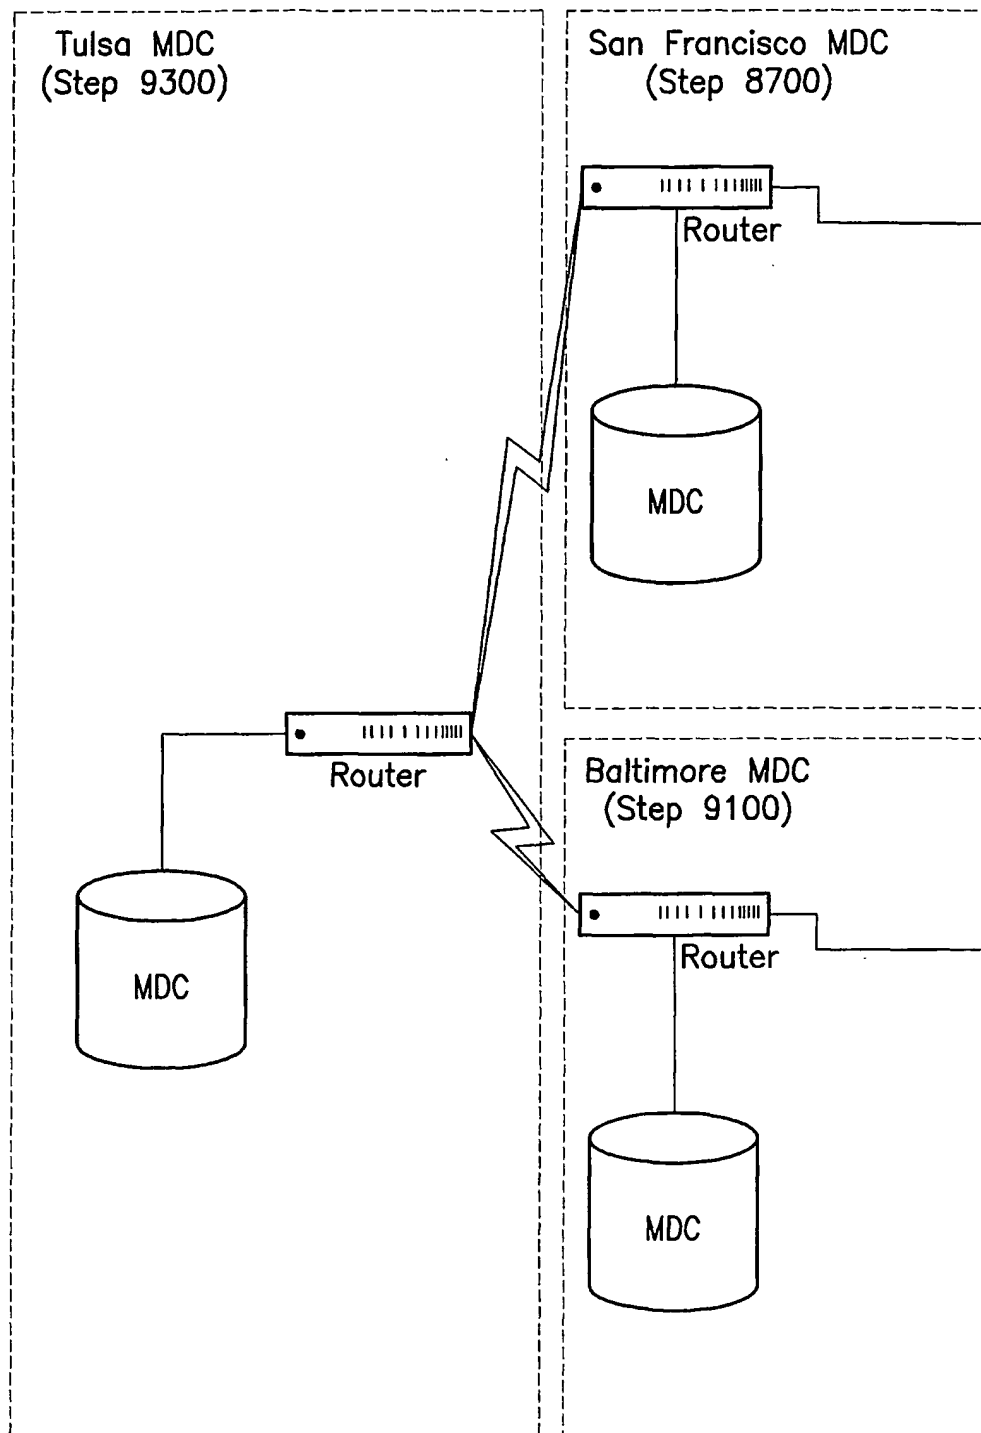 Tulsa MDC
(Step 9300)
San Francisco MDC
(Step 8700)
Router
MDC
Router
MDC
Baltimore MDC
(Step 9100)
Router
MDC